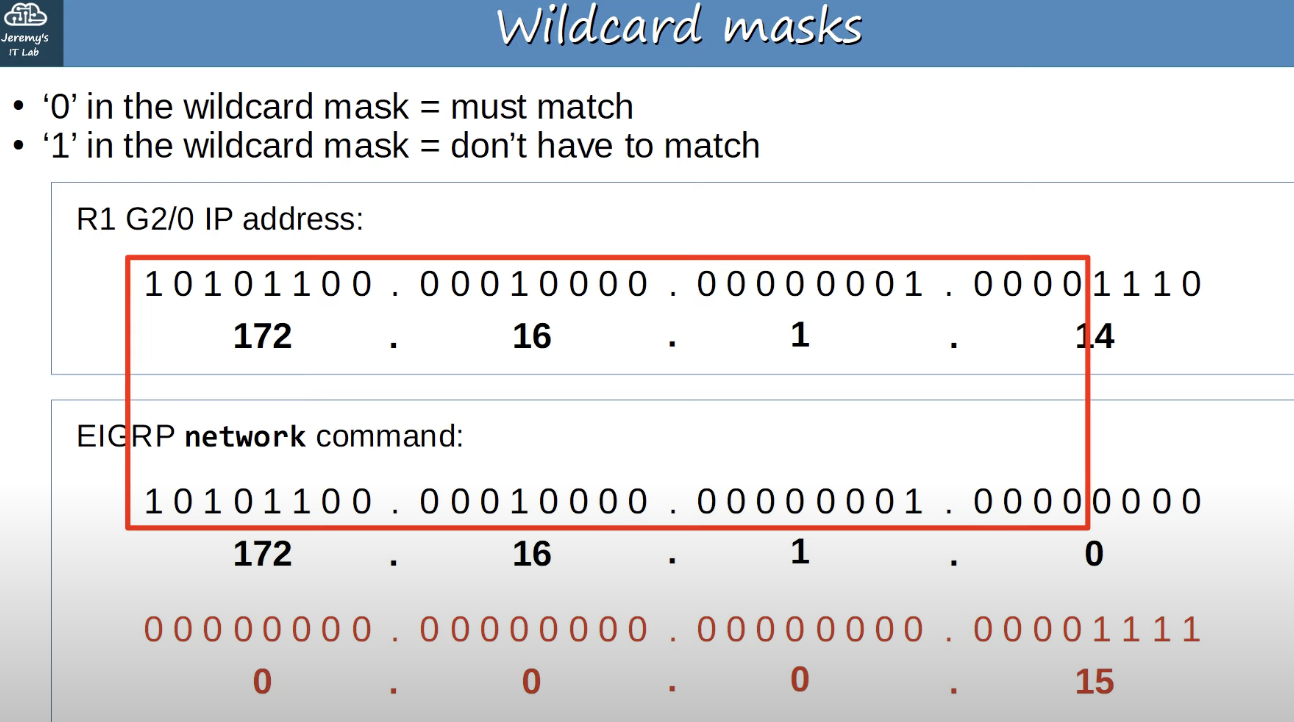 Jeremy's
IT Lab
Wildcard masks
• ‘0’ in the wildcard mask = must match
• ‘1’ in the wildcard mask = don’t have to match
R1 G2/0 IP address:
1 0 1 0 1 1 0 0 . 0 0 0 1 0 0 0 0 . 0 0 0 0 0 0 0 1 . 0 0 0 0 1 1 1 0
172 . 16 . 1 . 14
EIGRP network command:
1 0 1 0 1 1 0 0 . 0 0 0 1 0 0 0 0 . 0 0 0 0 0 0 0 1 . 0 0 0 0 0 0 0 0
172 . 16 . 1 . 0
0 0 0 0 0 0 0 0 . 0 0 0 0 0 0 0 0 . 0 0 0 0 0 0 0 0 . 0 0 0 0 1 1 1 1
0 . 0 . 0 . 15